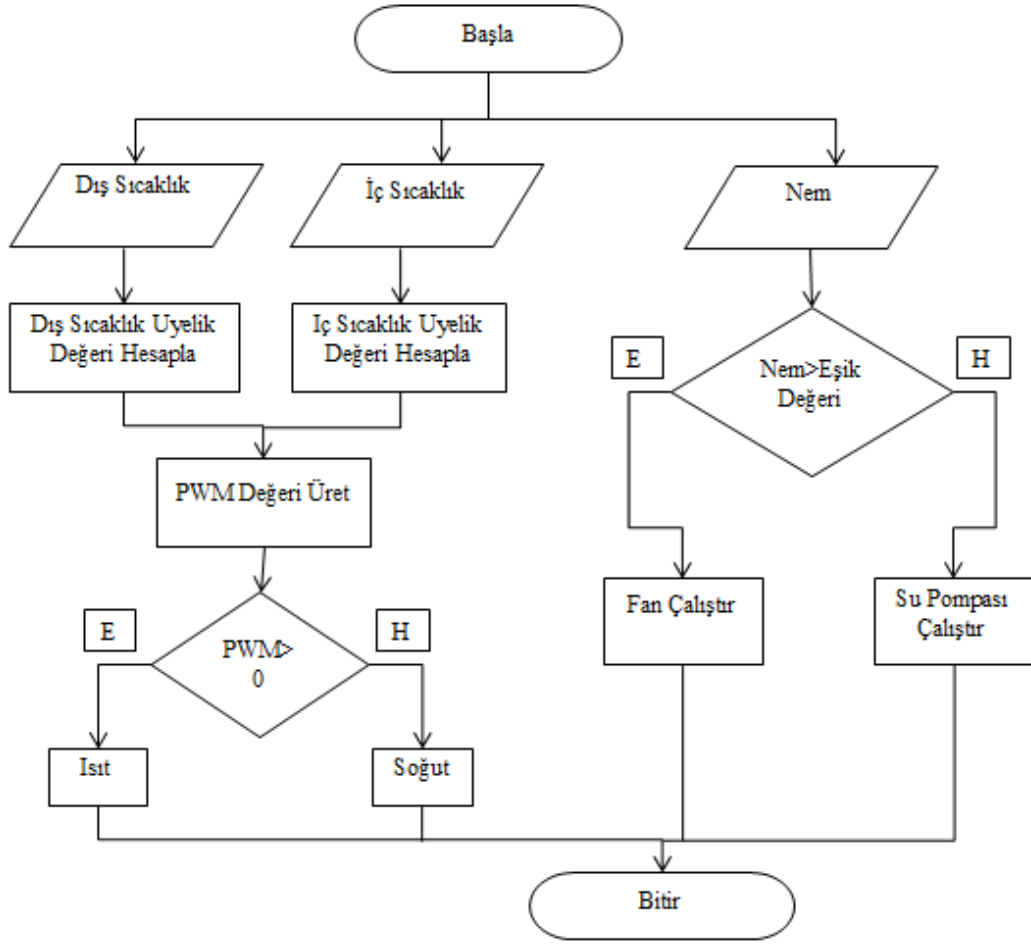 Başla
Dış Sıcaklık
İç Sıcaklık
Nem
Dış Sıcaklık Uyelik
Değeri Hesapla
Iç Sıcaklık Uyelik
Değeri Hesapla
E
Nem>Eşik
Değeri
H
PWM Değeri Üret
Fan Çalıştır
Su Pompası
Çalıştır
E
PWM>
0
H
Isıt
Soğut
Bitir